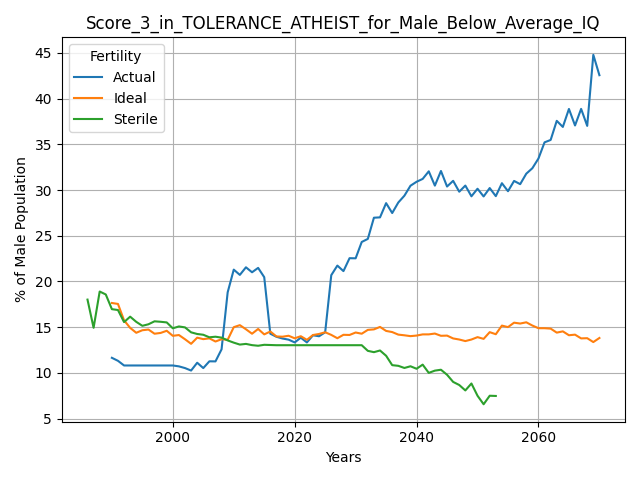 Score_3_in_TOLERANCE_ATHEIST_for_Male_Below_Average_IQ
Fertility
Actual
Ideal
Sterile
% of Male Population
45
40
35
30
25
20
15
10
5
2000
2020
2040
2060
Years